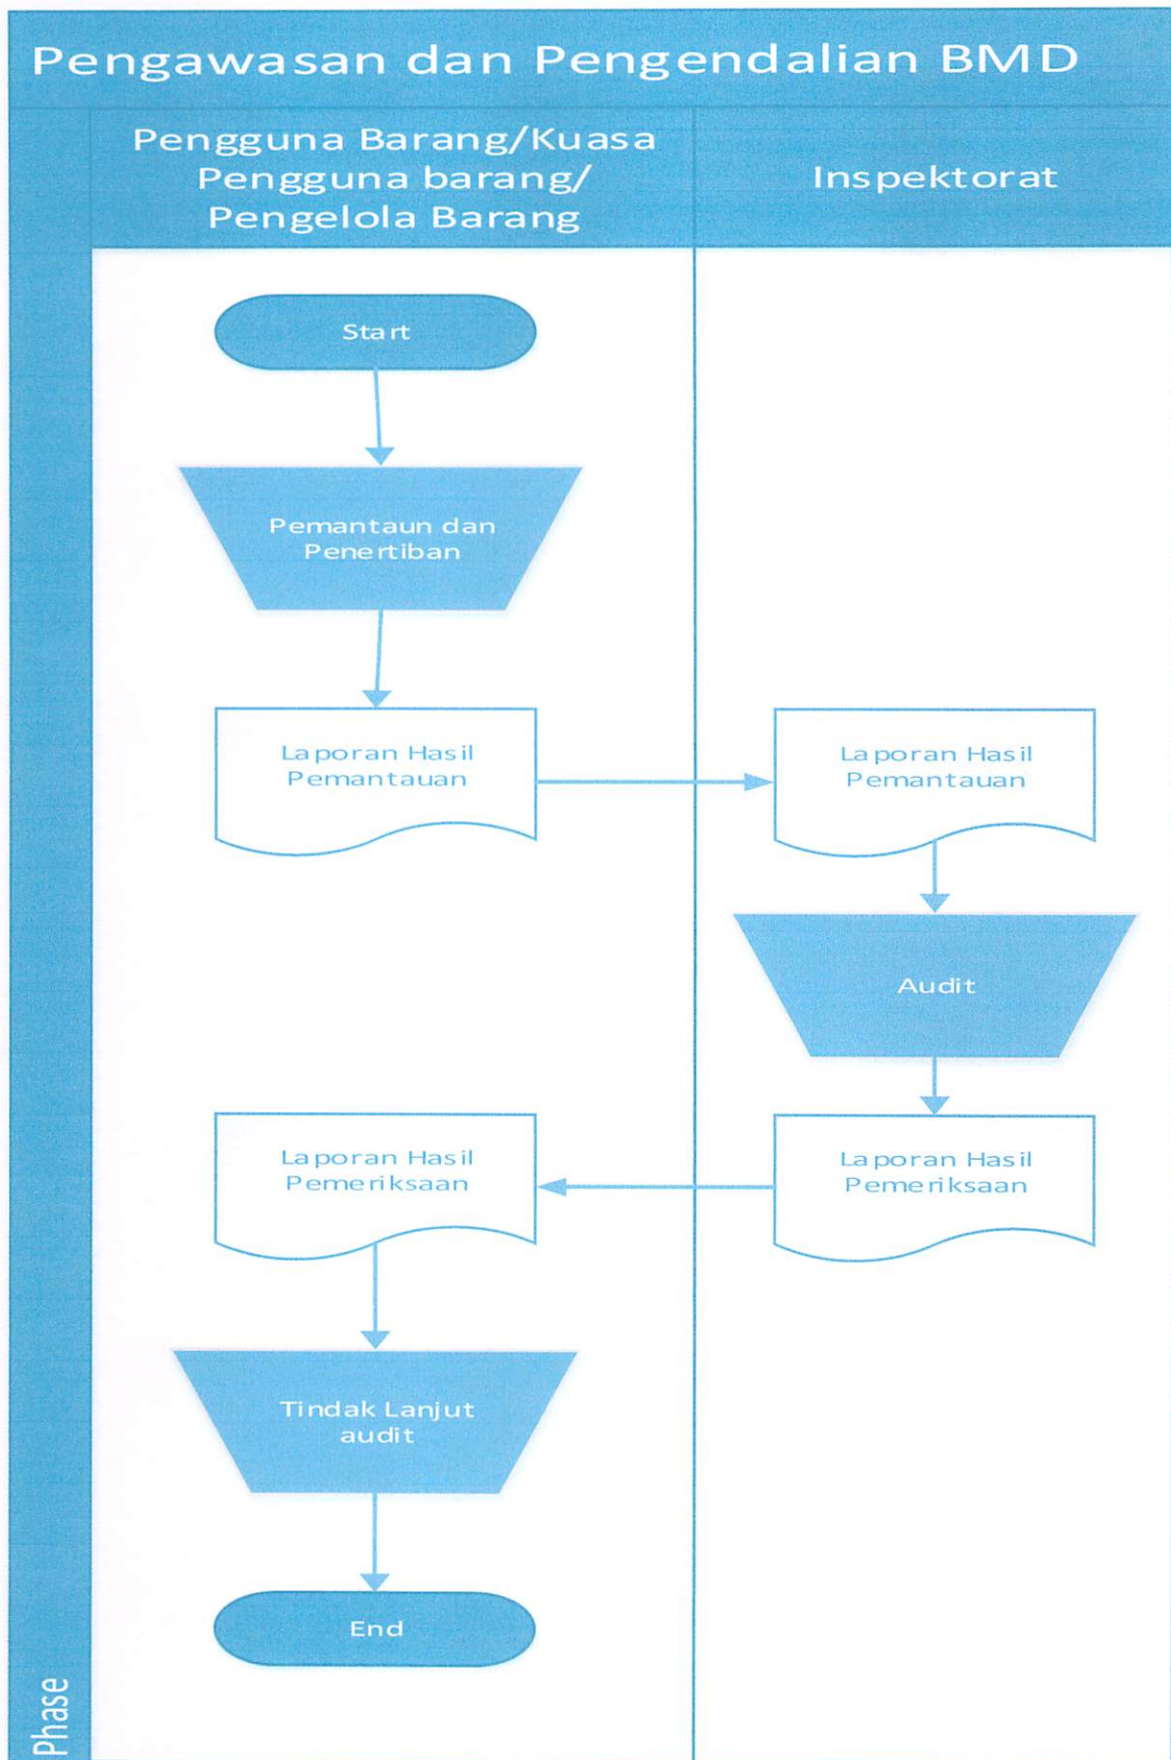 Pengawasan dan Pengendalian BMD
Pengguna Barang/Kuasa
Pengguna barang/
Pengelola Barang
Inspektorat
Start
Pemantaun dan
Penertiban
Laporan Hasil
Pemantauan
Laporan Hasil
Pemantauan
Audit
Laporan Hasil
Pemeriksaan
Laporan Hasil
Pemeriksaan
Tindak Lanjut
audit
End
Phase